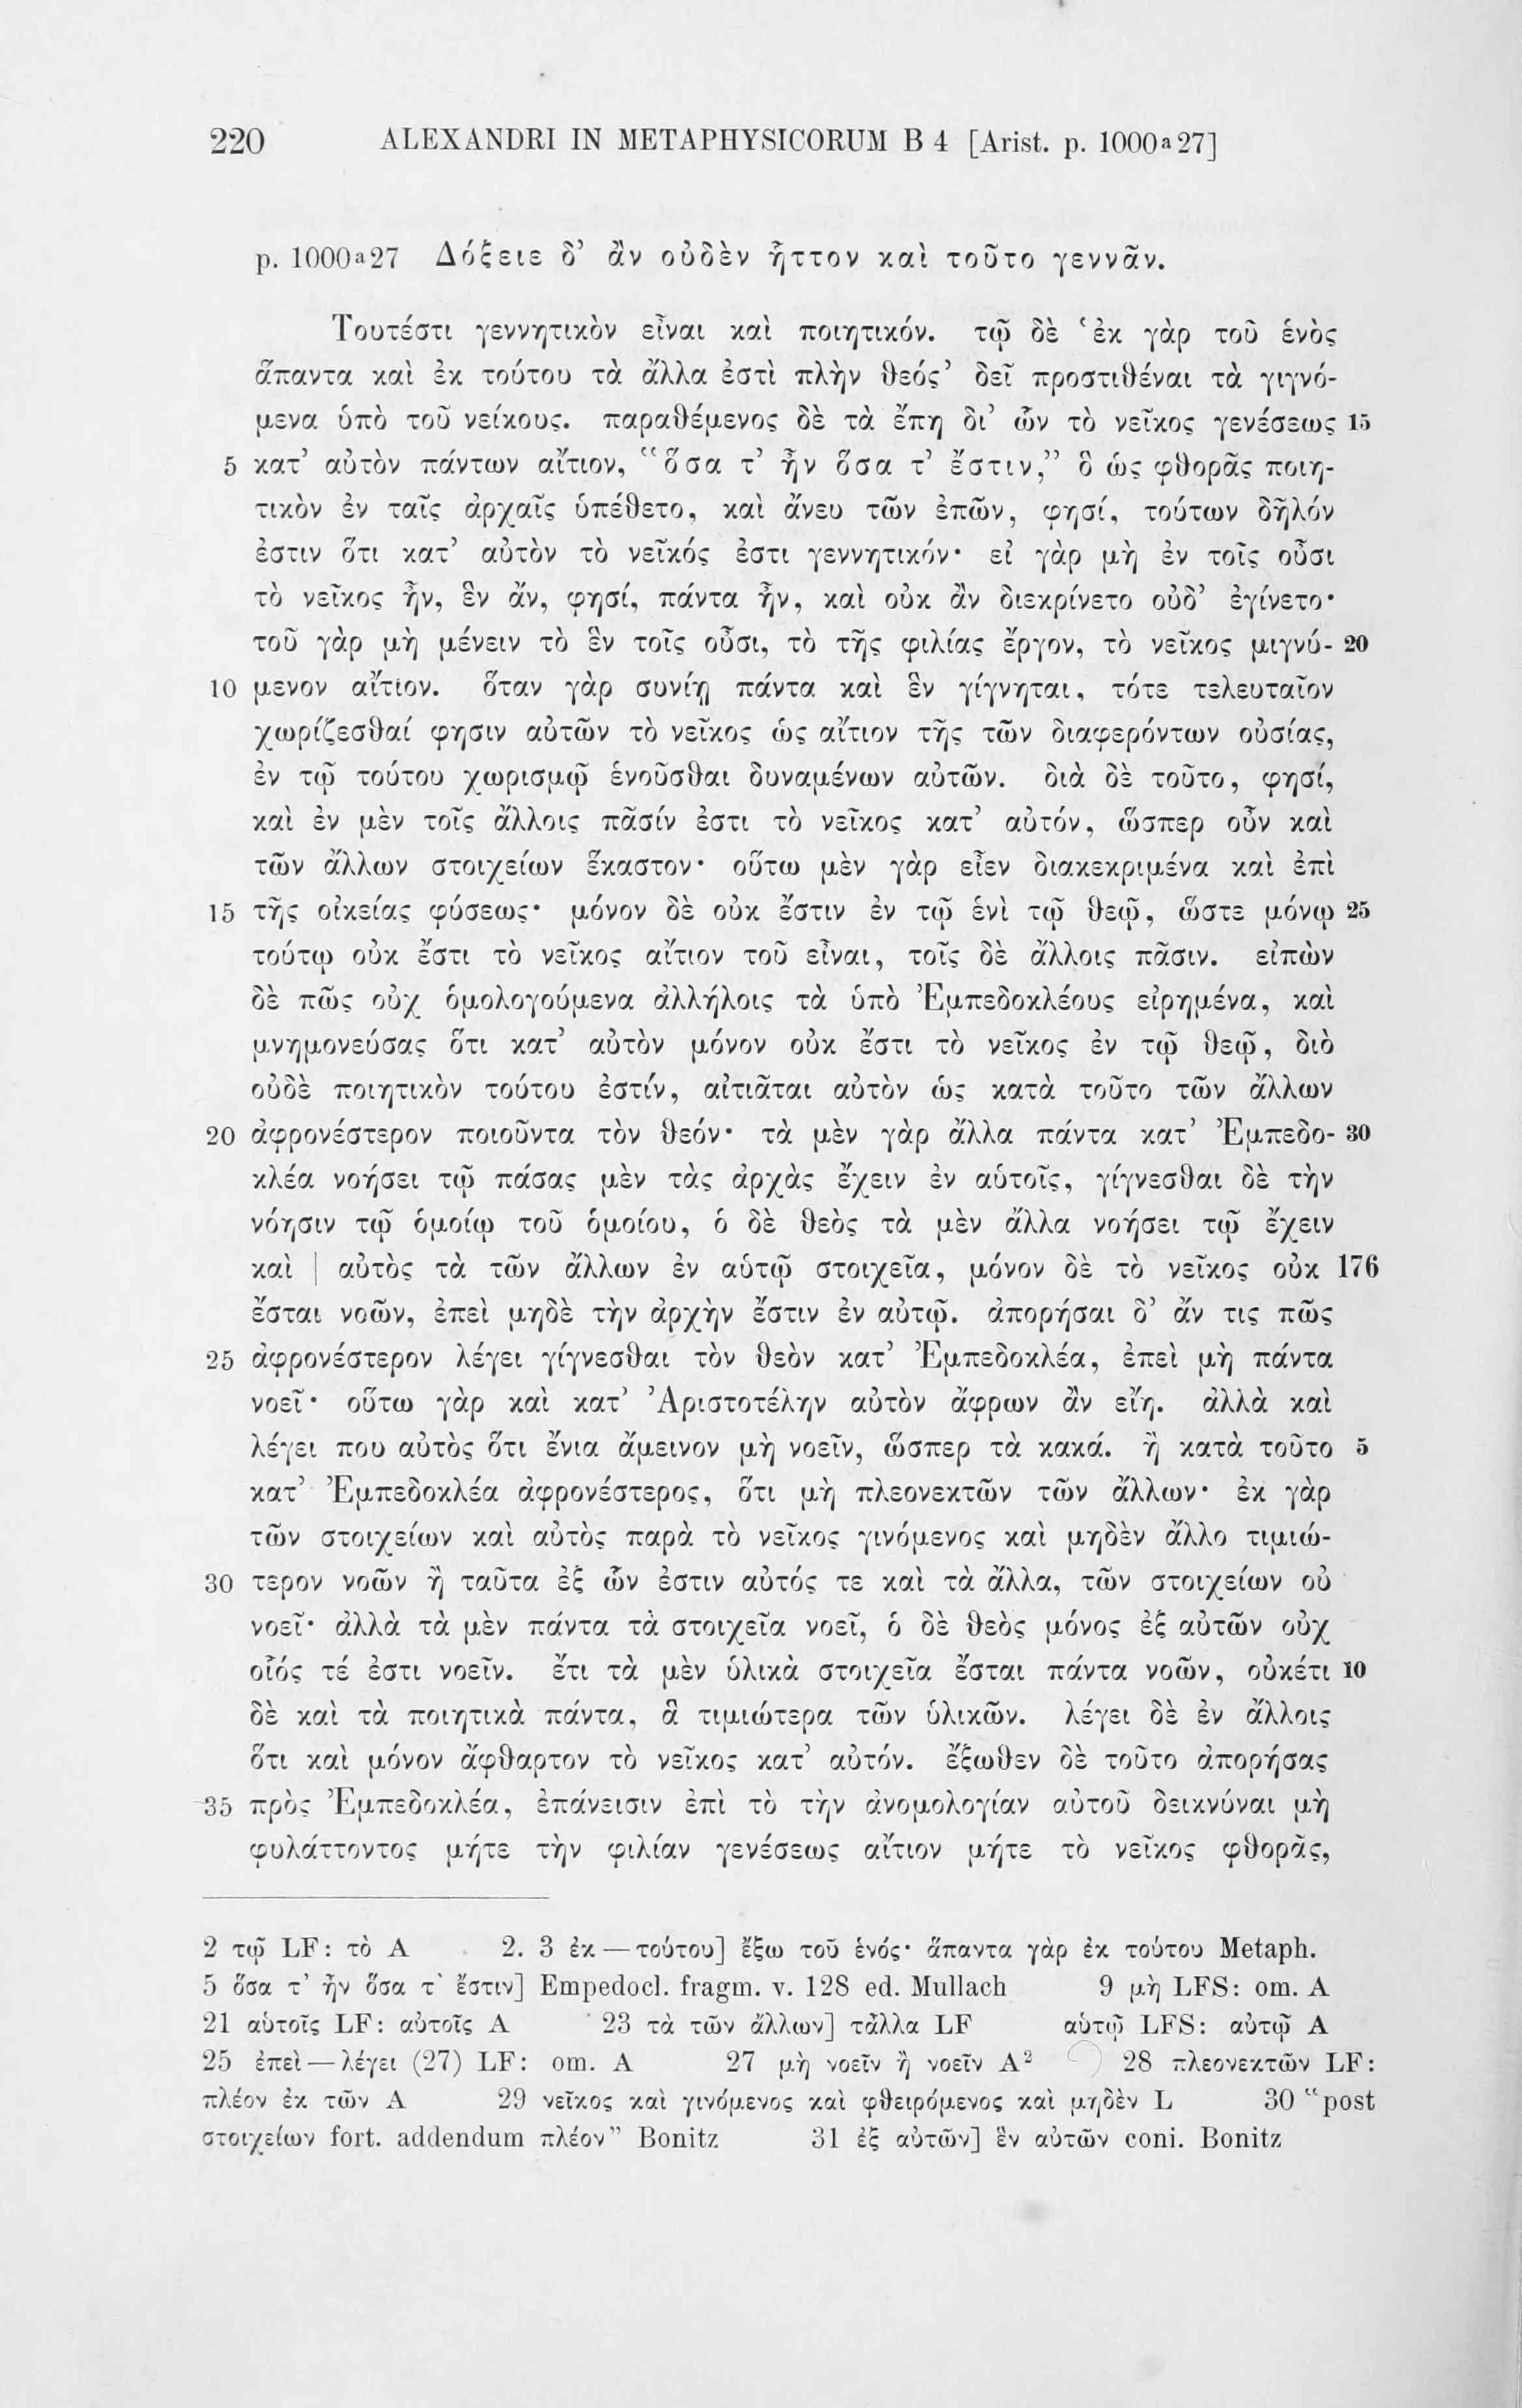 220 ALEXANDRI IN METAPHYSICORUM B 4 [Arist. p. 1000a27]
p. 1000a27 Δόξειε δ’ ἂν οὐδὲν ἧττον καὶ τοῦτο γεννᾶν.
Τουτέστι γεννητικὸν εἶναι καὶ ποιητικόν. τῷ δὲ ‘ἐκ γὰρ τοῦ ἑνὸς
ἅπαντα καὶ ἐκ τούτου τὰ ἄλλα ἐστὶ πλὴν θεός’ δεῖ προστιθέναι τὰ γιγνό-
μενα ὑπὸ τοῦ νείκους. παραθέμενος δὲ τὰ ἔπη δι’ ὧν τὸ νεῖκος γενέσεως 15
5 κατ’ αὐτὸν πάντων αἴτιον, “ὅσα τ’ ἦν ὅσα τ’ ἔστιν,” ὃ ὡς φθορᾶς ποιη-
τικὸν ἐν ταῖς ἀρχαῖς ὑπέθετο, καὶ ἄνευ τῶν ἐπῶν, φησί, τούτων δῆλόν
ἐστιν ὅτι κατ’ αὐτὸν τὸ νεῖκός ἐστι γεννητικόν· εἰ γὰρ μὴ ἐν τοῖς οὖσι
τὸ νεῖκος ἦν, ἓν ἄν, φησί, πάντα ἦν, καὶ οὐκ ἂν διεκρίνετο οὐδ’ ἐγίνετο·
τοῦ γὰρ μὴ μένειν τὸ ἓν τοῖς οὖσι, τὸ τῆς φιλίας ἔργον, τὸ νεῖκος μιγνύ- 20
10 μενον αἴτιον. ὅταν γὰρ συνίῃ πάντα καὶ ἓν γίγνηται, τότε τελευταῖον
χωρίζεσθαί φησιν αὐτῶν τὸ νεῖκος ὡς αἴτιον τῆς τῶν διαφερόντων οὐσίας,
ἐν τῷ τούτου χωρισμῷ ἑνοῦσθαι δυναμένων αὐτῶν. διὰ δὲ τοῦτο, φησί,
καὶ ἐν μὲν τοῖς ἄλλοις πᾶσίν ἐστι τὸ νεῖκος κατ’ αὐτόν, ὥσπερ οὖν καὶ
τῶν ἄλλων στοιχείων ἕκαστον· οὕτω μὲν γὰρ εἶεν διακεκριμένα καὶ ἐπὶ
15 τῆς οἰκείας φύσεως· μόνον δὲ οὐκ ἔστιν ἐν τῷ ἑνὶ τῷ θεῷ, ὥστε μόνῳ 25
τούτῳ οὐκ ἔστι τὸ νεῖκος αἴτιον τοῦ εἶναι, τοῖς δὲ ἄλλοις πᾶσιν. εἰπὼν
δὲ πῶς οὐχ ὁμολογούμενα ἀλλήλοις τὰ ὑπὸ Ἐμπεδοκλέους εἰρημένα, καὶ
μνημονεύσας ὅτι κατ’ αὐτὸν μόνον οὐκ ἔστι τὸ νεῖκος ἐν τῷ θεῷ, διὸ
οὐδὲ ποιητικὸν τούτου ἐστίν, αἰτιᾶται αὐτὸν ὡς κατὰ τοῦτο τῶν ἄλλων
20 ἀφρονέστερον ποιοῦντα τὸν θεόν· τὰ μὲν γὰρ ἄλλα πάντα κατ’ Ἐμπεδο- 30
κλέα νοήσει τῷ πάσας μὲν τὰς ἀρχὰς ἔχειν ἐν αὑτοῖς, γίγνεσθαι δὲ τὴν
νόησιν τῷ ὁμοίῳ τοῦ ὁμοίου, ὁ δὲ θεὸς τὰ μὲν ἄλλα νοήσει τῷ ἔχειν
καὶ | αὐτὸς τὰ τῶν ἄλλων ἐν αὑτῷ στοιχεῖα, μόνον δὲ τὸ νεῖκος οὐκ 176
ἔσται νοῶν, ἐπεὶ μηδὲ τὴν ἀρχὴν ἔστιν ἐν αὐτῷ. ἀπορήσαι δ’ ἄν τις πῶς
25 ἀφρονέστερον λέγει γίγνεσθαι τὸν θεὸν κατ’ Ἐμπεδοκλέα, ἐπεὶ μὴ πάντα
νοεῖ· οὕτω γὰρ καὶ κατ’ Ἀριστοτέλην αὐτὸν ἄφρων ἂν εἴη. ἀλλὰ καὶ
λέγει που αὐτὸς ὅτι ἔνια ἄμεινον μὴ νοεῖν, ὥσπερ τὰ κακά. ἢ κατὰ τοῦτο 5
κατ’ Ἐμπεδοκλέα ἀφρονέστερος, ὅτι μὴ πλεονεκτῶν τῶν ἄλλων· ἐκ γὰρ
τῶν στοιχείων καὶ αὐτὸς παρὰ τὸ νεῖκος γινόμενος καὶ μηδὲν ἄλλο τιμιώ-
30 τερον νοῶν ἢ ταῦτα ἐξ ὧν ἐστιν αὐτός τε καὶ τὰ ἄλλα, τῶν στοιχείων οὐ
νοεῖ· ἀλλὰ τὰ μὲν πάντα τὰ στοιχεῖα νοεῖ, ὁ δὲ θεὸς μόνος ἐξ αὐτῶν οὐχ
οἷός τέ ἐστι νοεῖν. ἔτι τὰ μὲν ὑλικὰ στοιχεῖα ἔσται πάντα νοῶν, οὐκέτι 10
δὲ καὶ τὰ ποιητικὰ πάντα, ἃ τιμιώτερα τῶν ὑλικῶν. λέγει δὲ ἐν ἄλλοις
ὅτι καὶ μόνον ἄφθαρτον τὸ νεῖκος κατ’ αὐτόν. ἔξωθεν δὲ τοῦτο ἀπορήσας
35 πρὸς Ἐμπεδοκλέα, ἐπάνεισιν ἐπὶ τὸ τὴν ἀνομολογίαν αὐτοῦ δεικνύναι μὴ
φυλάττοντος μήτε τὴν φιλίαν γενέσεως αἴτιον μήτε τὸ νεῖκος φθορᾶς,
2 τῷ LF: τὸ A 2. 3 ἐκ — τούτου] ἔξω τοῦ ἑνός· ἅπαντα γὰρ ἐκ τούτου Metaph.
5 ὅσα τ’ ἦν ὅσα τ’ ἔστιν] Empedocl. fragm. v. 128 ed. Mullach 9 μὴ LFS: om. A
21 αὑτοῖς LF: αὐτοῖς A 23 τὰ τῶν ἄλλων] τἆλλα LF αὑτῷ LFS: αὐτῷ A
25 ἐπεὶ — λέγει (27) LF: om. A 27 μὴ νοεῖν ἢ νοεῖν A2 28 πλεονεκτῶν LF:
πλέον ἐκ τῶν A 29 νεῖκος καὶ γινόμενος καὶ φθειρόμενος καὶ μηδὲν L 30 “post
στοιχείων fort. addendum πλέον” Bonitz 31 ἐξ αὐτῶν] ἓν αὐτῶν coni. Bonitz